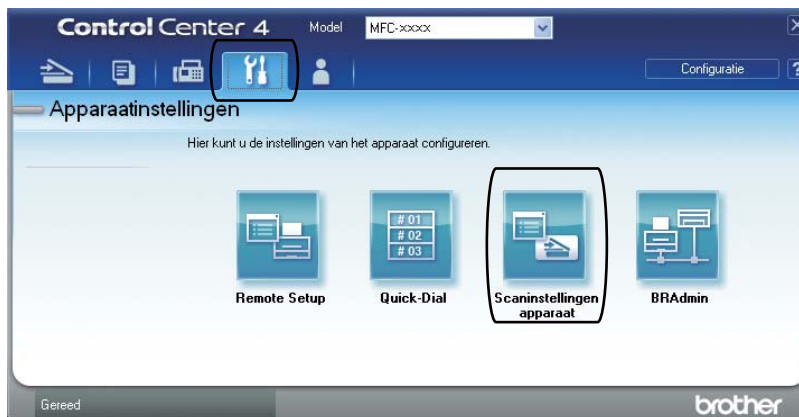 Control Center 4 Model MFC-xxxx
Configuratie ?
Apparaatinstellingen
Hier kunt u de instellingen van het apparaat configureren.
# 01
# 02
# 03
Remote Setup Quick-Dial Scaninstellingen apparaat BRAdmin
Gereed brother